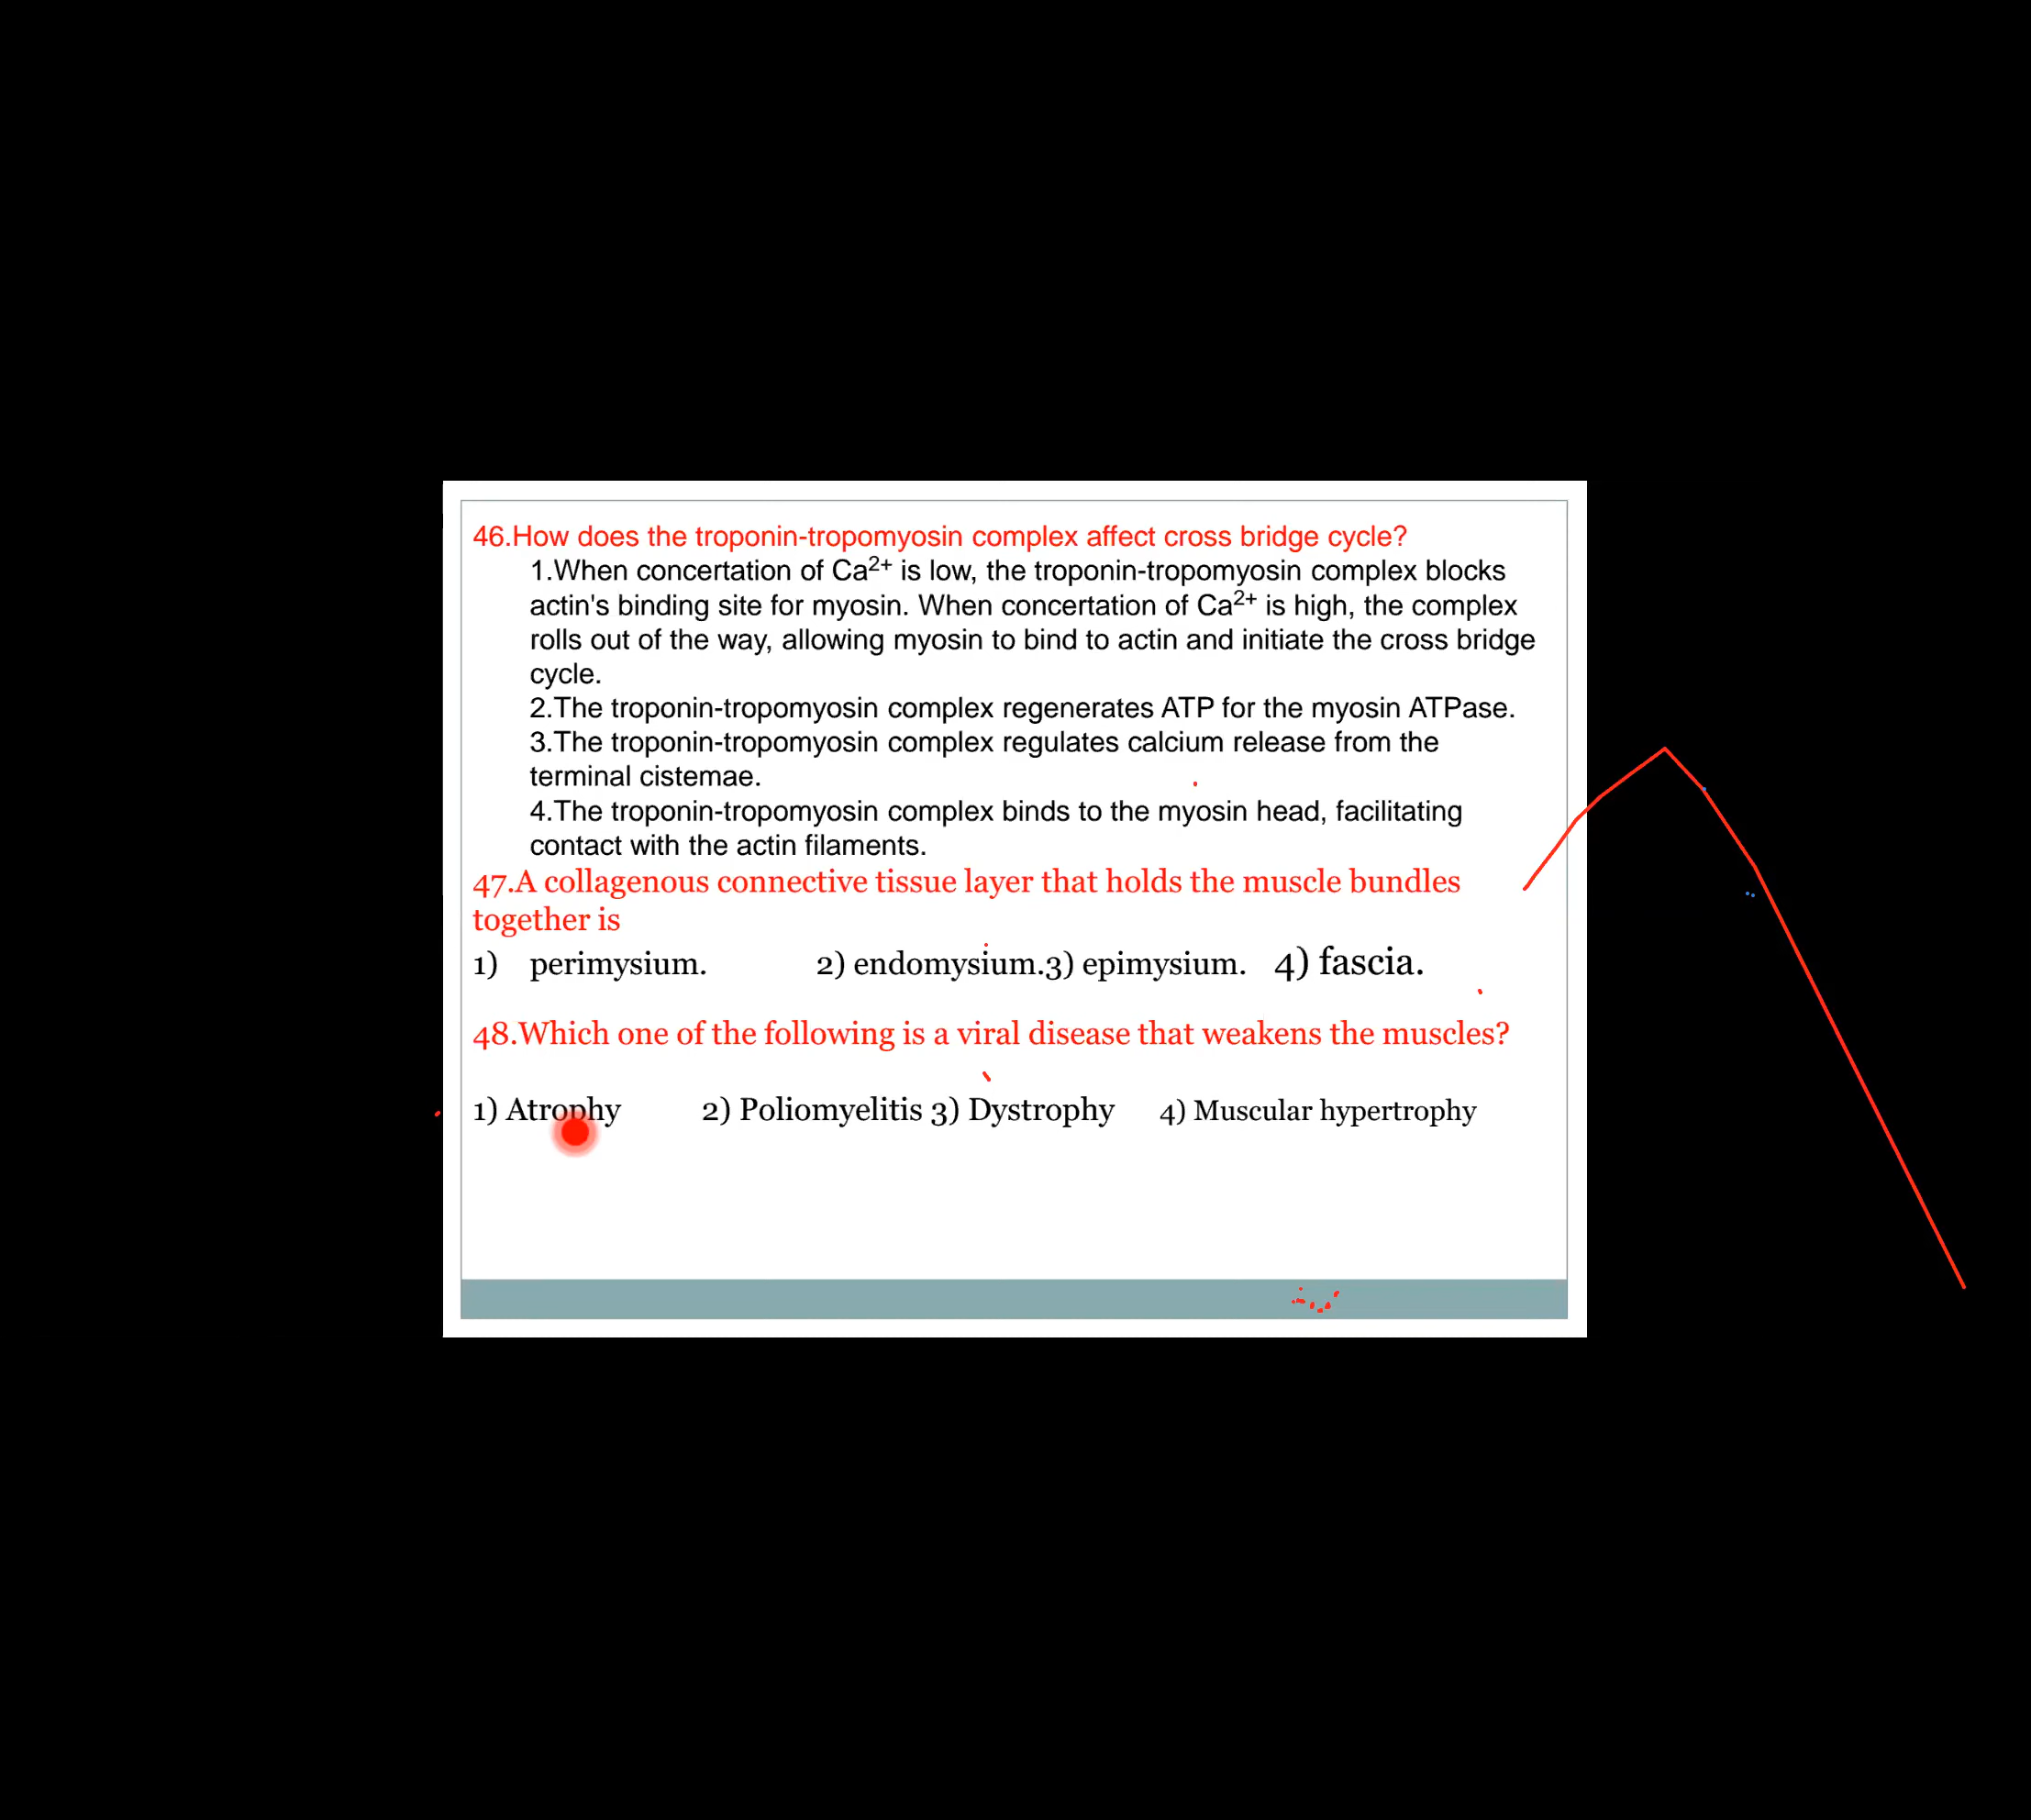 46.How does the troponin-tropomyosin complex affect cross bridge cycle?
1.When concertation of Ca2+ is low, the troponin-tropomyosin complex blocks
actin's binding site for myosin. When concertation of Ca2+ is high, the complex
rolls out of the way, allowing myosin to bind to actin and initiate the cross bridge
cycle.
2.The troponin-tropomyosin complex regenerates ATP for the myosin ATPase.
3.The troponin-tropomyosin complex regulates calcium release from the
terminal cistemae.
4.The troponin-tropomyosin complex binds to the myosin head, facilitating
contact with the actin filaments.
47.A collagenous connective tissue layer that holds the muscle bundles
together is
1) perimysium. 2) endomysium.3) epimysium. 4) fascia.
48.Which one of the following is a viral disease that weakens the muscles?
1) Atrophy 2) Poliomyelitis 3) Dystrophy 4) Muscular hypertrophy